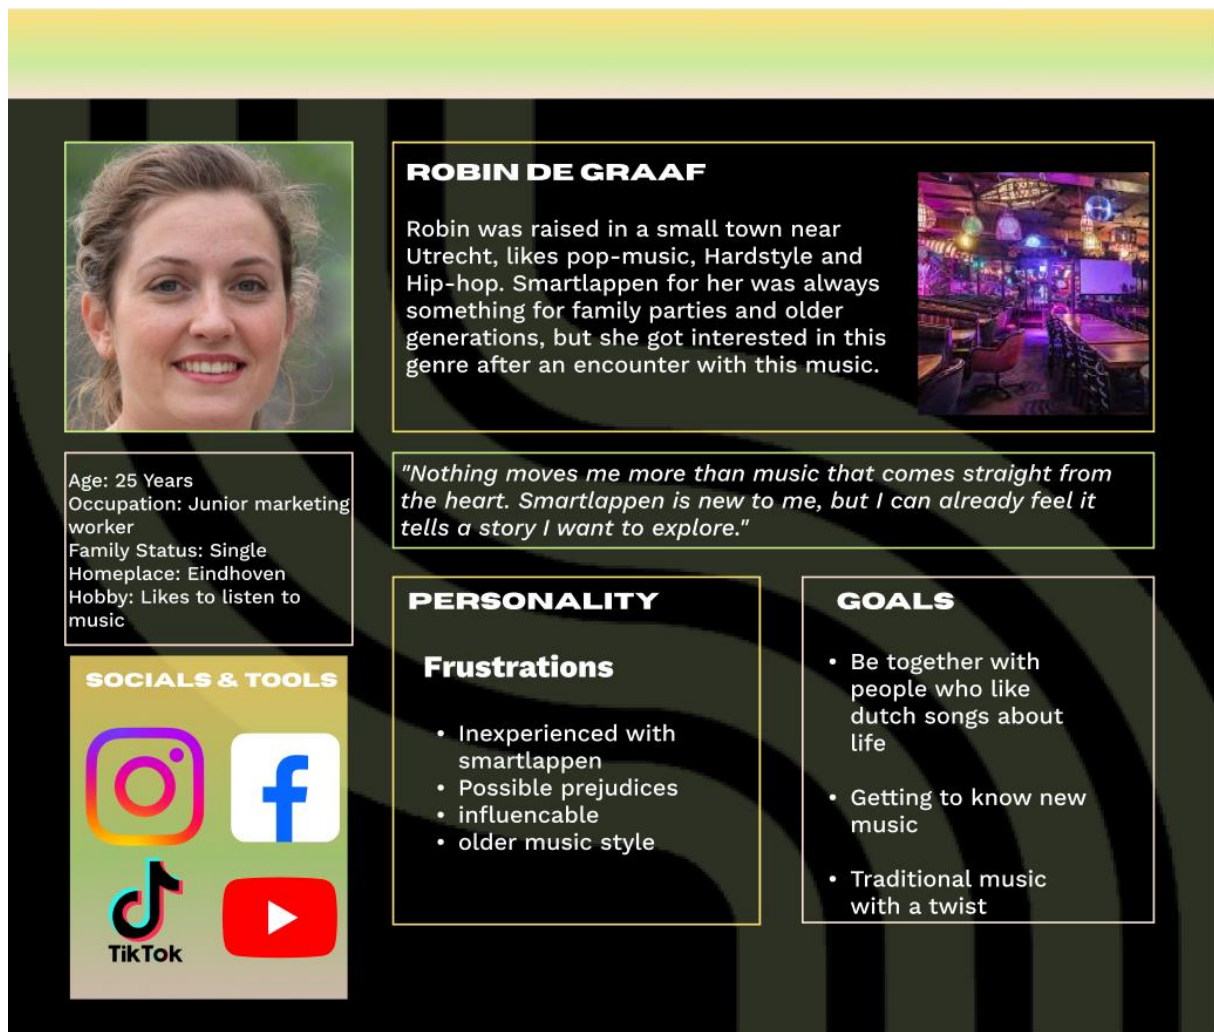 ROBIN DE GRAAF
Robin was raised in a small town near
Utrecht, likes pop-music, Hardstyle and
Hip-hop. Smartlappen for her was always
something for family parties and older
generations, but she got interested in this
genre after an encounter with this music.
Age: 25 Years
Occupation: Junior marketing
worker
Family Status: Single
Homeplace: Eindhoven
Hobby: Likes to listen to
music
"Nothing moves me more than music that comes straight from
the heart. Smartlappen is new to me, but I can already feel it
tells a story I want to explore."
SOCIALS & TOOLS
TikTok
PERSONALITY
Frustrations
• Inexperienced with
smartlappen
• Possible prejudices
• influencable
• older music style
GOALS
• Be together with
people who like
dutch songs about
life
• Getting to know new
music
• Traditional music
with a twist